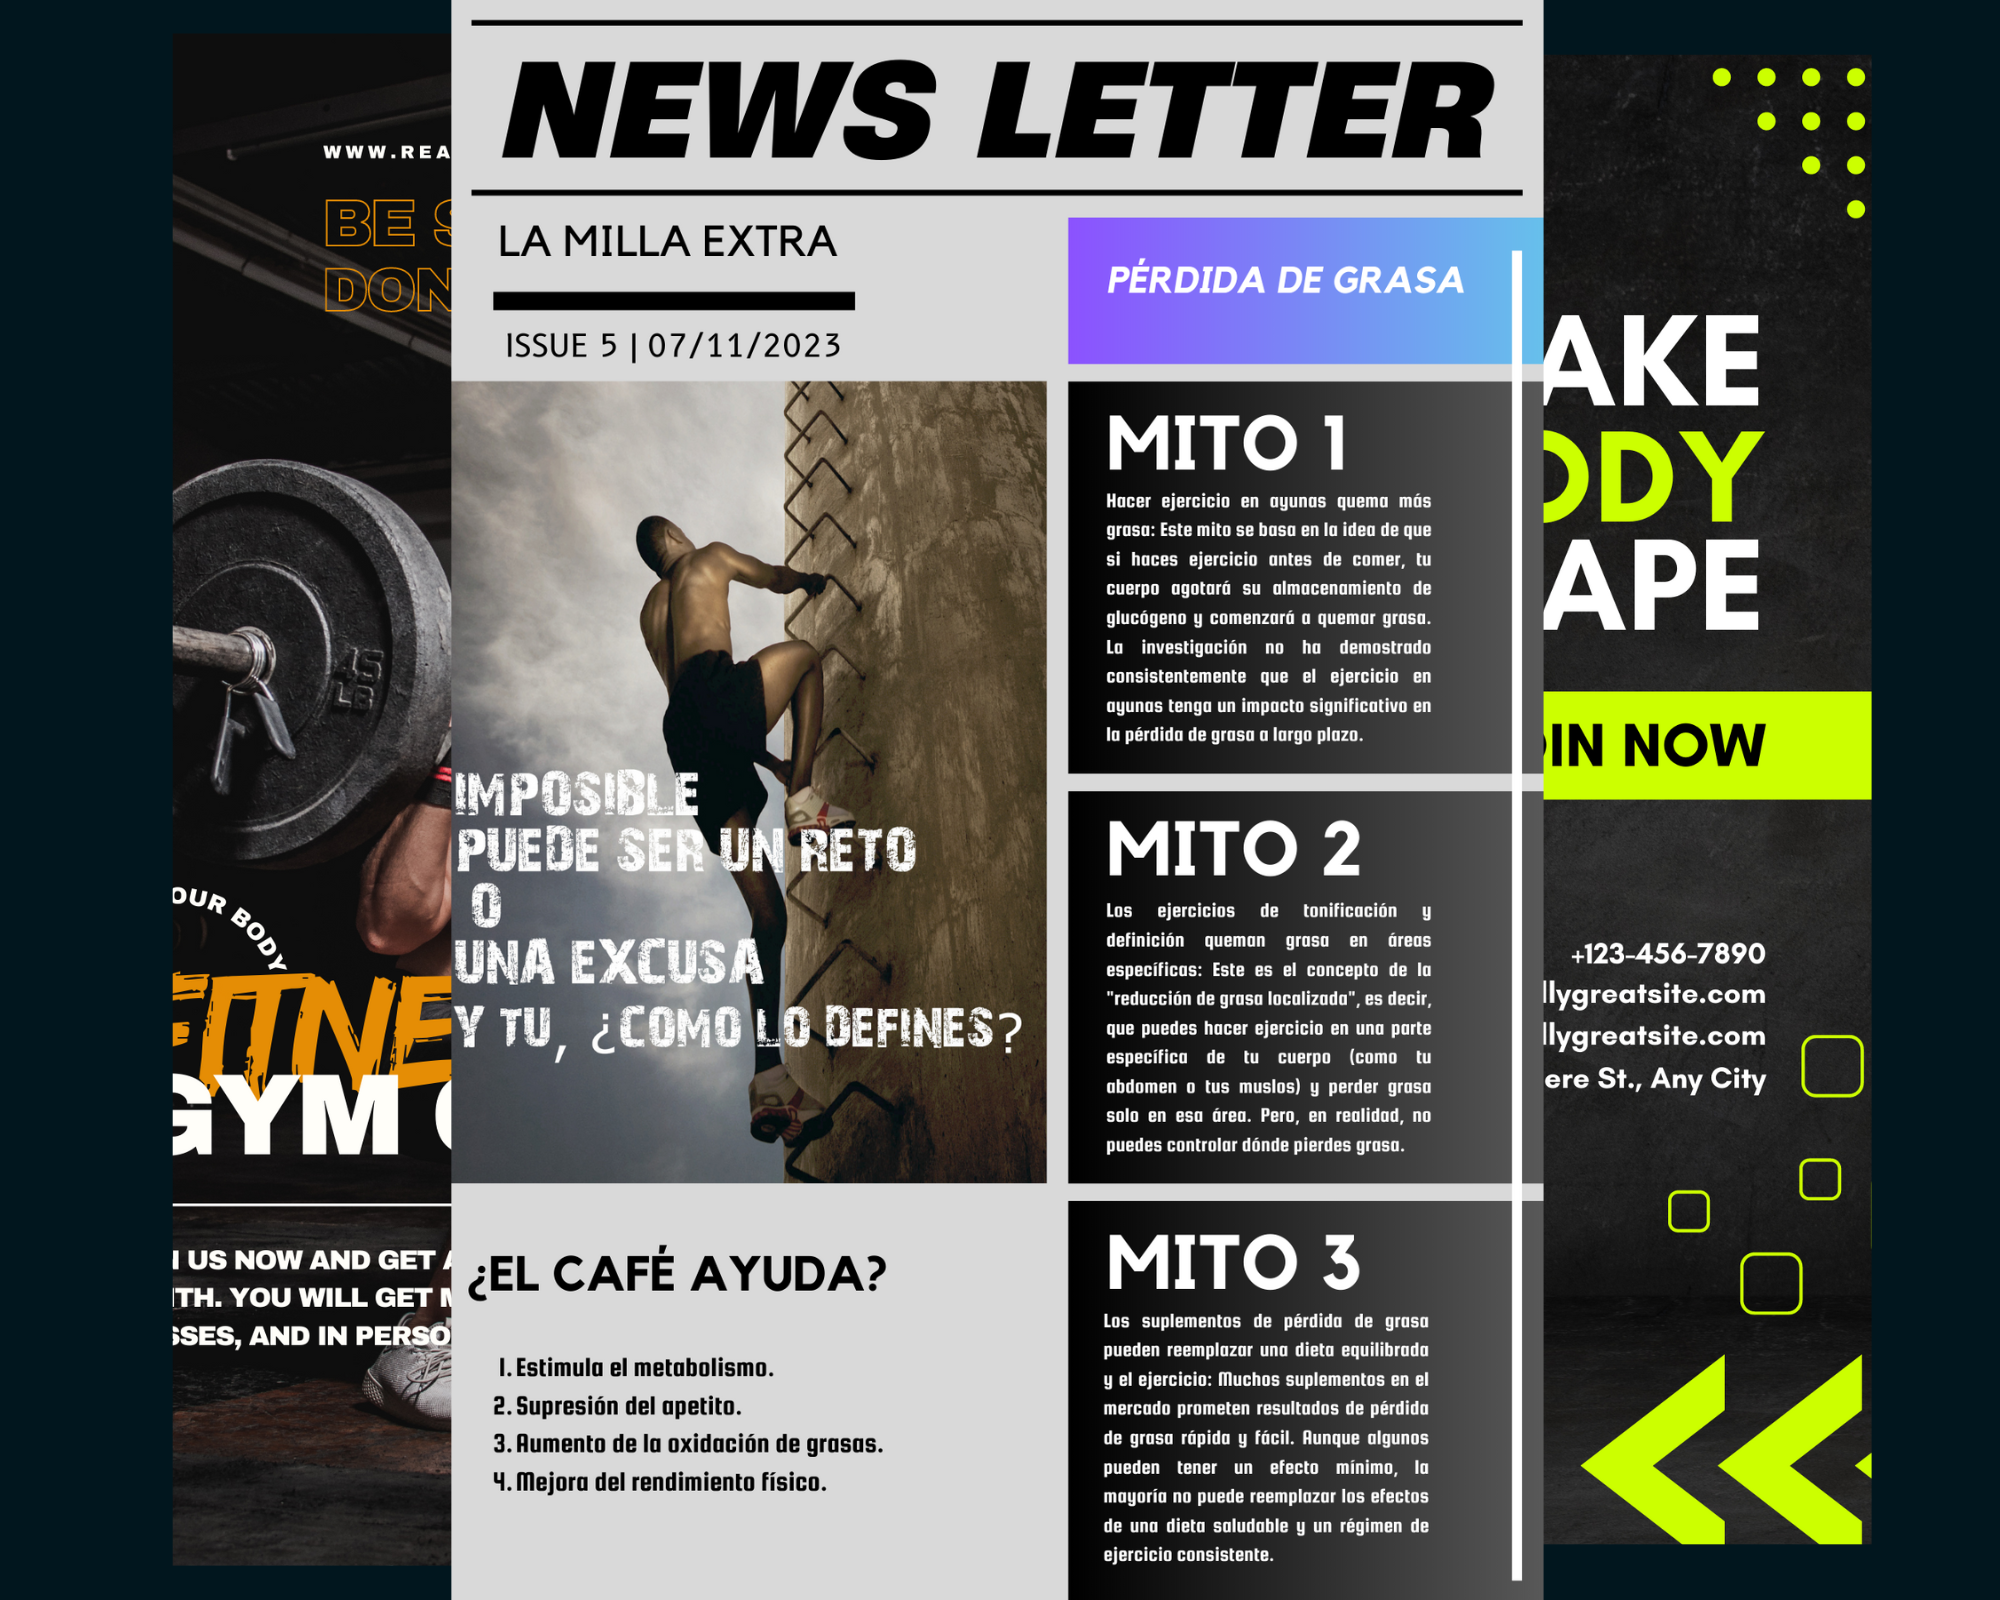 WWW.REA
BE S
DON
45
LB
OUR BODY
FITNE
GYM
US NOW AND GET A
ITH. YOU WILL GET M
SSES, AND IN PERSO
NEWS LETTER
LA MILLA EXTRA
ISSUE 5 | 07/11/2023
IMPOSIBLE
PUEDE SER UN RETO
O
UNA EXCUSA
Y TU, ¿COMO LO DEFINES?
¿EL CAFÉ AYUDA?
1. Estimula el metabolismo.
2. Supresión del apetito.
3. Aumento de la oxidación de grasas.
4. Mejora del rendimiento físico.
PÉRDIDA DE GRASA
MITO 1
Hacer ejercicio en ayunas quema más
grasa: Este mito se basa en la idea de que
si haces ejercicio antes de comer, tu
cuerpo agotará su almacenamiento de
glucógeno y comenzará a quemar grasa.
La investigación no ha demostrado
consistentemente que el ejercicio en
ayunas tenga un impacto significativo en
la pérdida de grasa a largo plazo.
MITO 2
Los ejercicios de tonificación y
definición queman grasa en áreas
específicas: Este es el concepto de la
"reducción de grasa localizada", es decir,
que puedes hacer ejercicio en una parte
específica de tu cuerpo (como tu
abdomen o tus muslos) y perder grasa
solo en esa área. Pero, en realidad, no
puedes controlar dónde pierdes grasa.
MITO 3
Los suplementos de pérdida de grasa
pueden reemplazar una dieta equilibrada
y el ejercicio: Muchos suplementos en el
mercado prometen resultados de pérdida
de grasa rápida y fácil. Aunque algunos
pueden tener un efecto mínimo, la
mayoría no puede reemplazar los efectos
de una dieta saludable y un régimen de
ejercicio consistente.
AKE
ODY
APE
OIN NOW
+123-456-7890
llygreatsite.com
llygreatsite.com
ere St., Any City